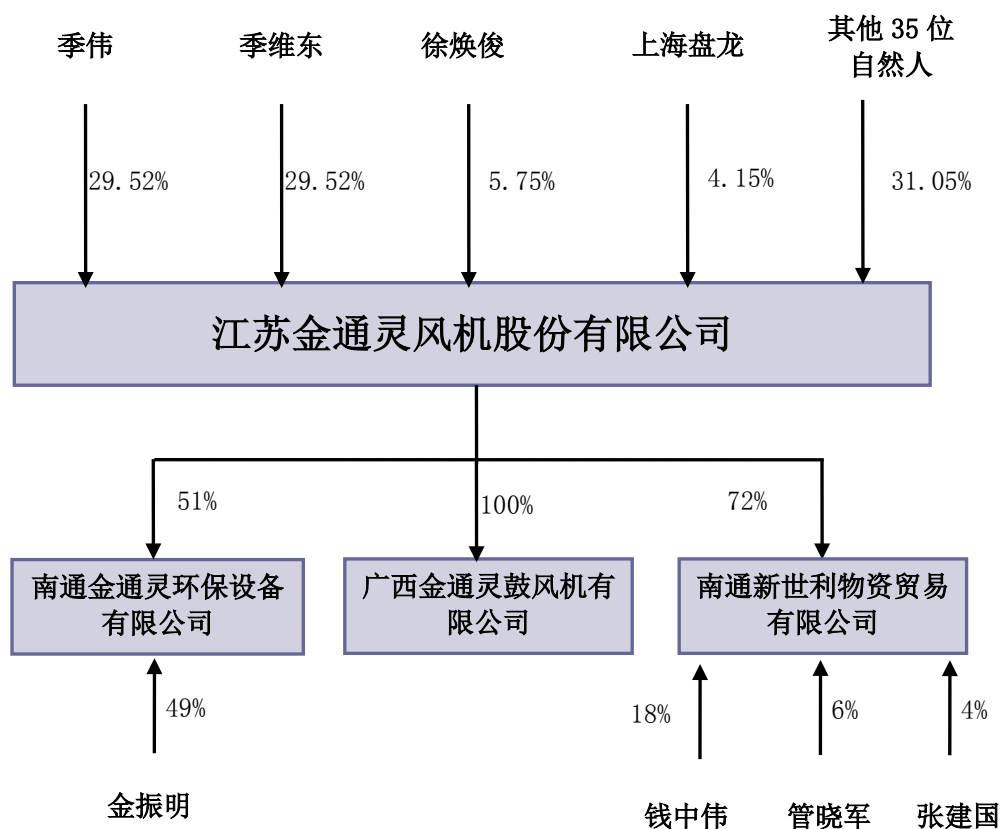 季伟
季维东
徐焕俊
上海盘龙
其他 35 位
自然人
29.52%
29.52%
5.75%
4.15%
31.05%
江苏金通灵风机股份有限公司
51%
100%
72%
南通金通灵环保设备
有限公司
广西金通灵鼓风机有
限公司
南通新世利物资贸易
有限公司
49%
18%
6%
4%
金振明
钱中伟
管晓军
张建国